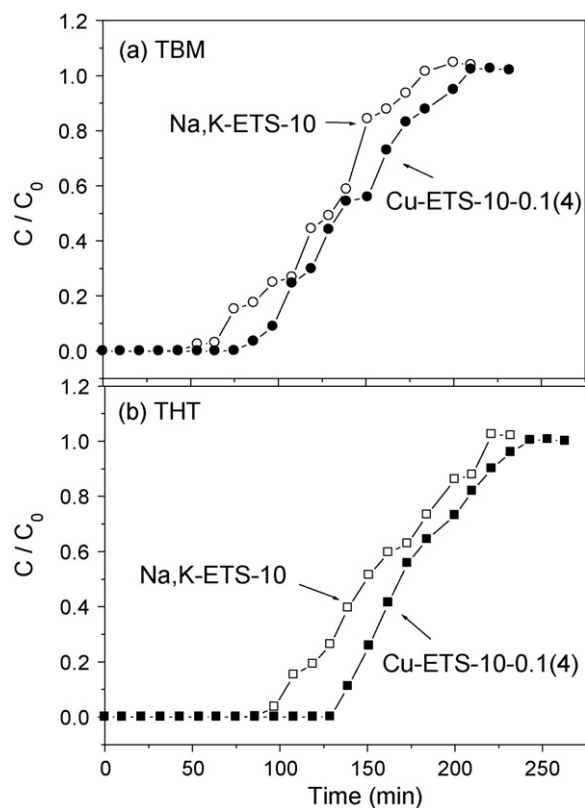 (a) TBM
1.2
1.0
0.8
0.6
0.4
0.2
0.0
C / C₀
Na,K-ETS-10
Cu-ETS-10-0.1(4)
(b) THT
1.2
1.0
0.8
0.6
0.4
0.2
0.0
C / C₀
Na,K-ETS-10
Cu-ETS-10-0.1(4)
0 50 100 150 200 250
Time (min)